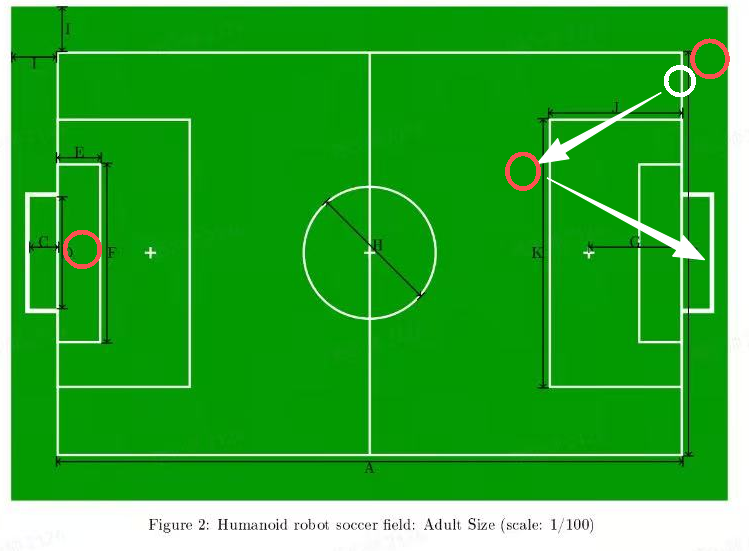 I
I
J
E
C
D
F
H
K
G
A
Figure 2: Humanoid robot soccer field: Adult Size (scale: 1/100)